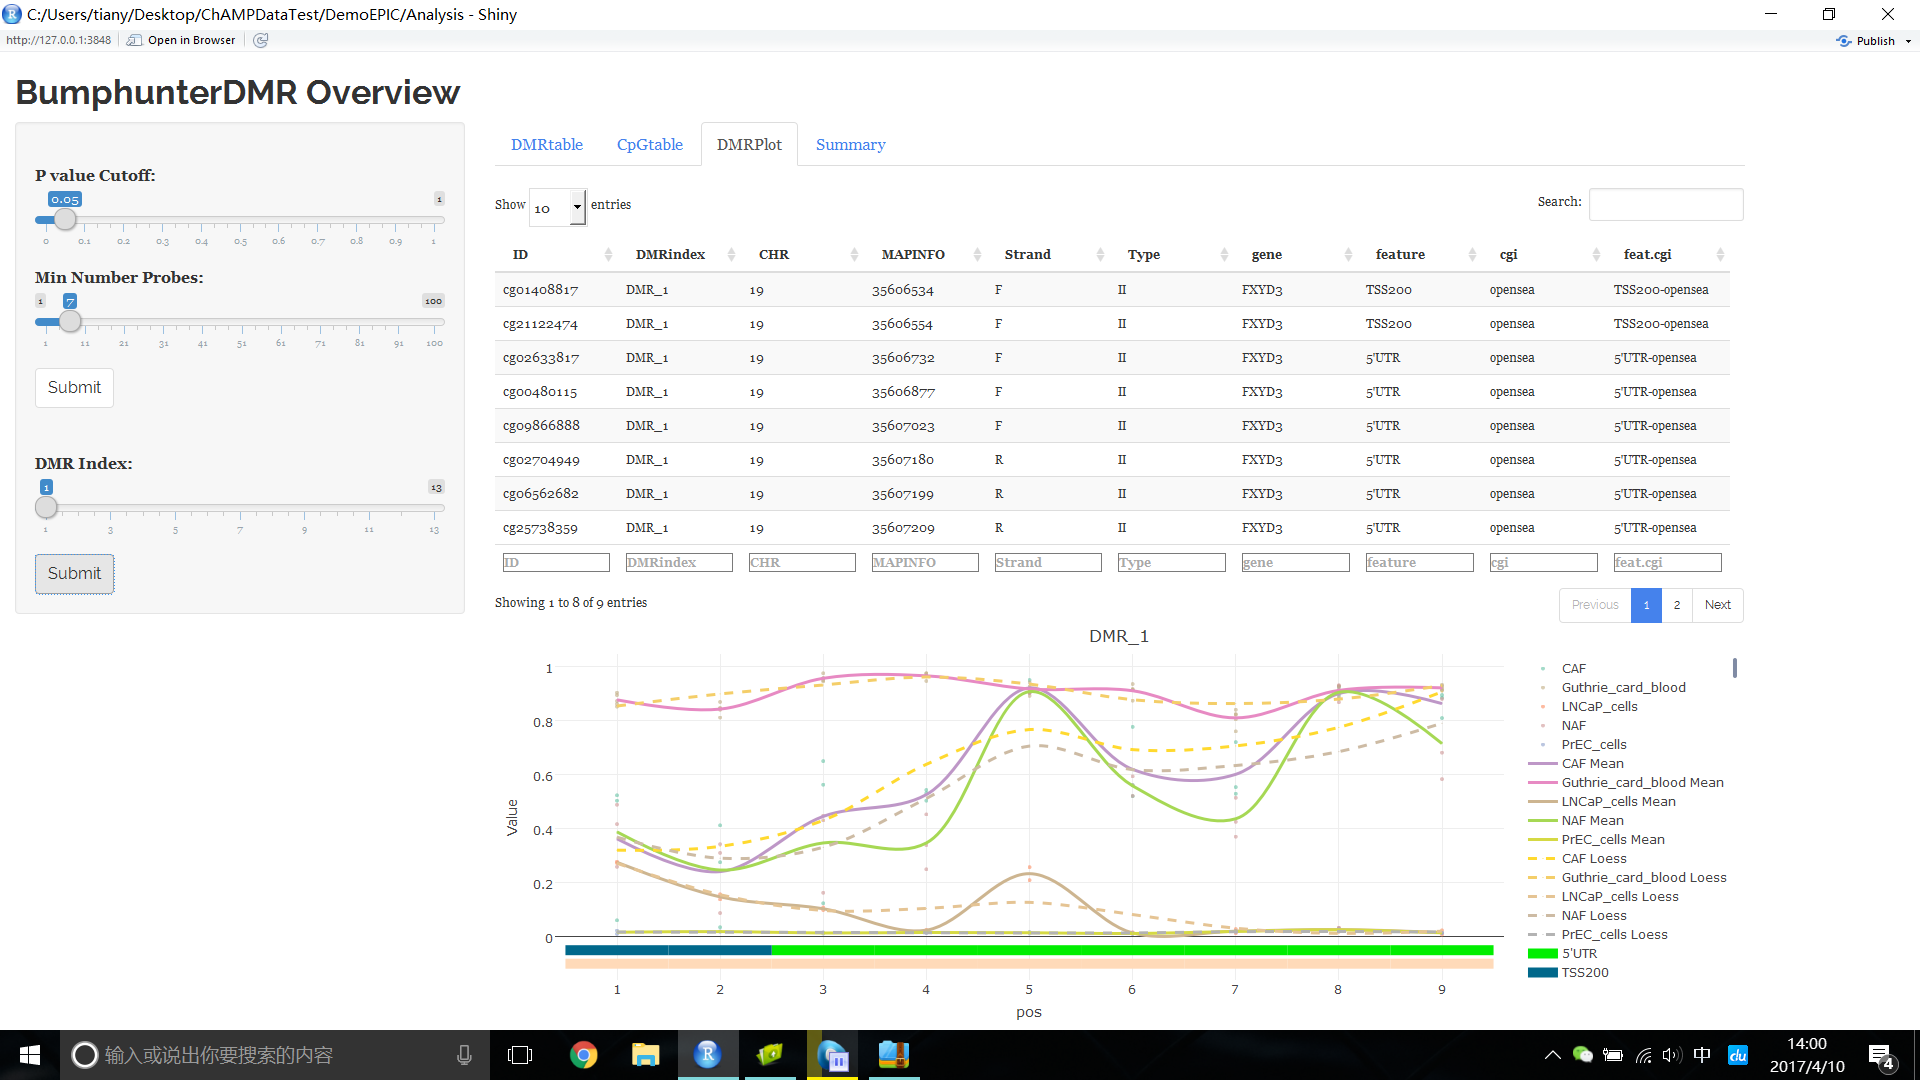 C:/Users/tiany/Desktop/ChAMPDataTest/DemoEPIC/Analysis - Shiny
http://127.0.0.1:3848 Open in Browser Publish
BumphunterDMR Overview
P value Cutoff:
0.05 1
0 0.1 0.2 0.3 0.4 0.5 0.6 0.7 0.8 0.9 1
Min Number Probes:
1 7 100
1 11 21 31 41 51 61 71 81 91 100
Submit
DMR Index:
1 13
1 3 5 7 9 11 13
Submit
DMRtable CpGtable DMRPlot Summary
Show 10 entries Search:
ID DMRindex CHR MAPINFO Strand Type gene feature cgi feat.cgi
cg01408817 DMR_1 19 35606534 F II FXYD3 TSS200 opensea TSS200-opensea
cg21122474 DMR_1 19 35606554 F II FXYD3 TSS200 opensea TSS200-opensea
cg02633817 DMR_1 19 35606732 F II FXYD3 5'UTR opensea 5'UTR-opensea
cg00480115 DMR_1 19 35606877 F II FXYD3 5'UTR opensea 5'UTR-opensea
cg09866888 DMR_1 19 35607023 F II FXYD3 5'UTR opensea 5'UTR-opensea
cg02704949 DMR_1 19 35607180 R II FXYD3 5'UTR opensea 5'UTR-opensea
cg06562682 DMR_1 19 35607199 R II FXYD3 5'UTR opensea 5'UTR-opensea
cg25738359 DMR_1 19 35607209 R II FXYD3 5'UTR opensea 5'UTR-opensea
ID DMRindex CHR MAPINFO Strand Type gene feature cgi feat.cgi
Showing 1 to 8 of 9 entries Previous 1 2 Next
DMR_1
1
0.8
0.6
0.4
0.2
0
Value
1 2 3 4 5 6 7 8 9
pos
CAF
Guthrie_card_blood
LNCaP_cells
NAF
PrEC_cells
CAF Mean
Guthrie_card_blood Mean
LNCaP_cells Mean
NAF Mean
PrEC_cells Mean
CAF Loess
Guthrie_card_blood Loess
LNCaP_cells Loess
NAF Loess
PrEC_cells Loess
5'UTR
TSS200
输入或说出你要搜索的内容
R
中
du
14:00
2017/4/10
4